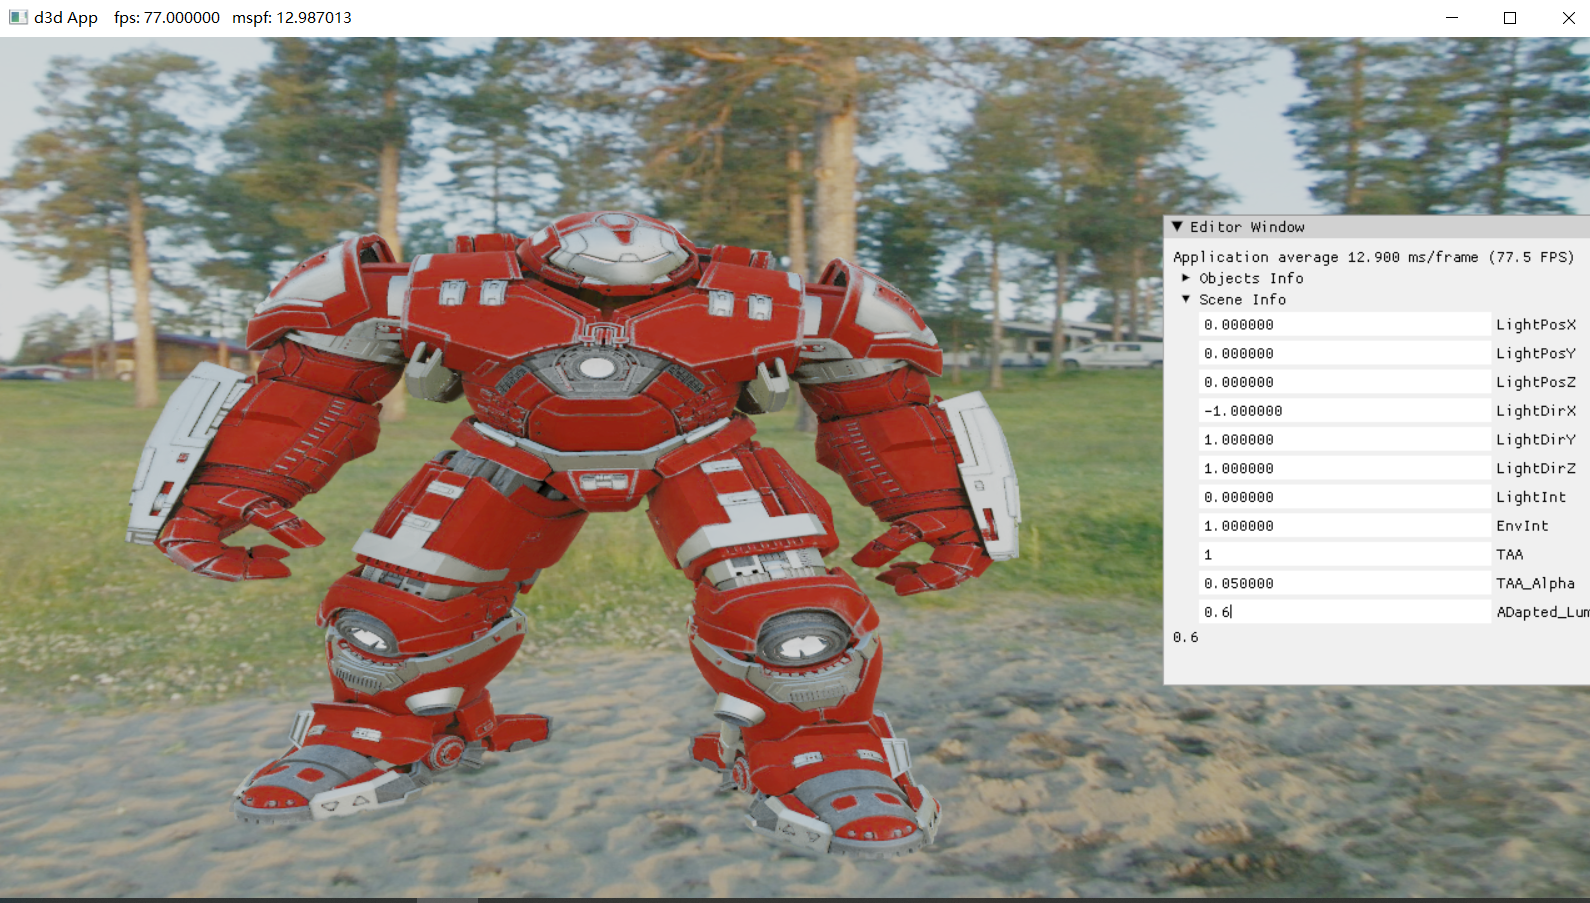 d3d App fps: 77.000000 mspf: 12.987013
Editor Window
Application average 12.900 ms/frame (77.5 FPS)
Objects Info
Scene Info
0.000000 LightPosX
0.000000 LightPosY
0.000000 LightPosZ
-1.000000 LightDirX
1.000000 LightDirY
1.000000 LightDirZ
0.000000 LightInt
1.000000 EnvInt
1 TAA
0.050000 TAA_Alpha
0.6 ADapted_Lum
0.6